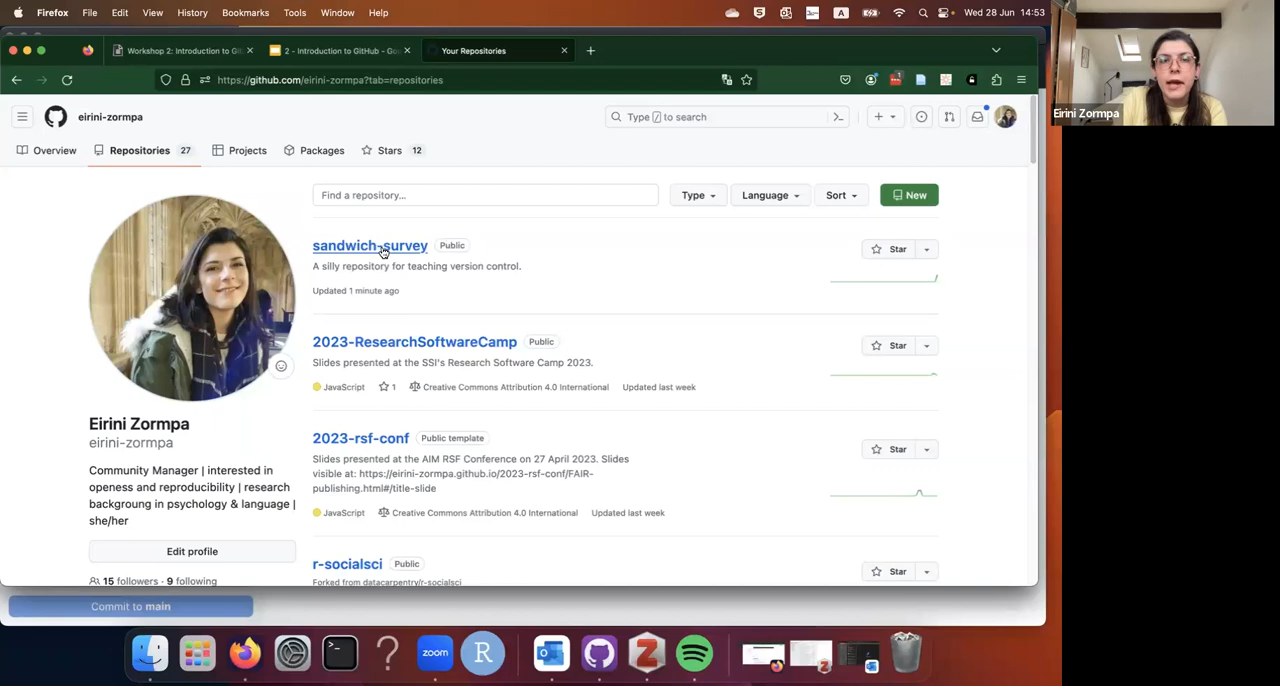 Firefox File Edit View History Bookmarks Tools Window Help
A Wed 28 Jun 14:53
Workshop 2: Introduction to Git
2 - Introduction to GitHub - Goo
Your Repositories
https://github.com/eirini-zormpa?tab=repositories
1
eirini-zormpa
Type / to search
Overview
Repositories 27
Projects
Packages
Stars 12
Find a repository...
Type
Language
Sort
New
sandwich-survey Public
Star
A silly repository for teaching version control.
Updated 1 minute ago
2023-ResearchSoftwareCamp Public
Star
Slides presented at the SSI's Research Software Camp 2023.
JavaScript 1 Creative Commons Attribution 4.0 International Updated last week
2023-rsf-conf Public template
Star
Slides presented at the AIM RSF Conference on 27 April 2023. Slides
visible at: https://eirini-zormpa.github.io/2023-rsf-conf/FAIR-
publishing.html#/title-slide
JavaScript Creative Commons Attribution 4.0 International Updated last week
r-socialsci Public
Star
Forked from datacarpentry/r-socialsci
Eirini Zormpa
eirini-zormpa
Community Manager | interested in
openness and reproducibility | research
backgroung in psychology & language |
she/her
Edit profile
15 followers · 9 following
Commit to main
zoom
R
Z
Eirini Zormpa